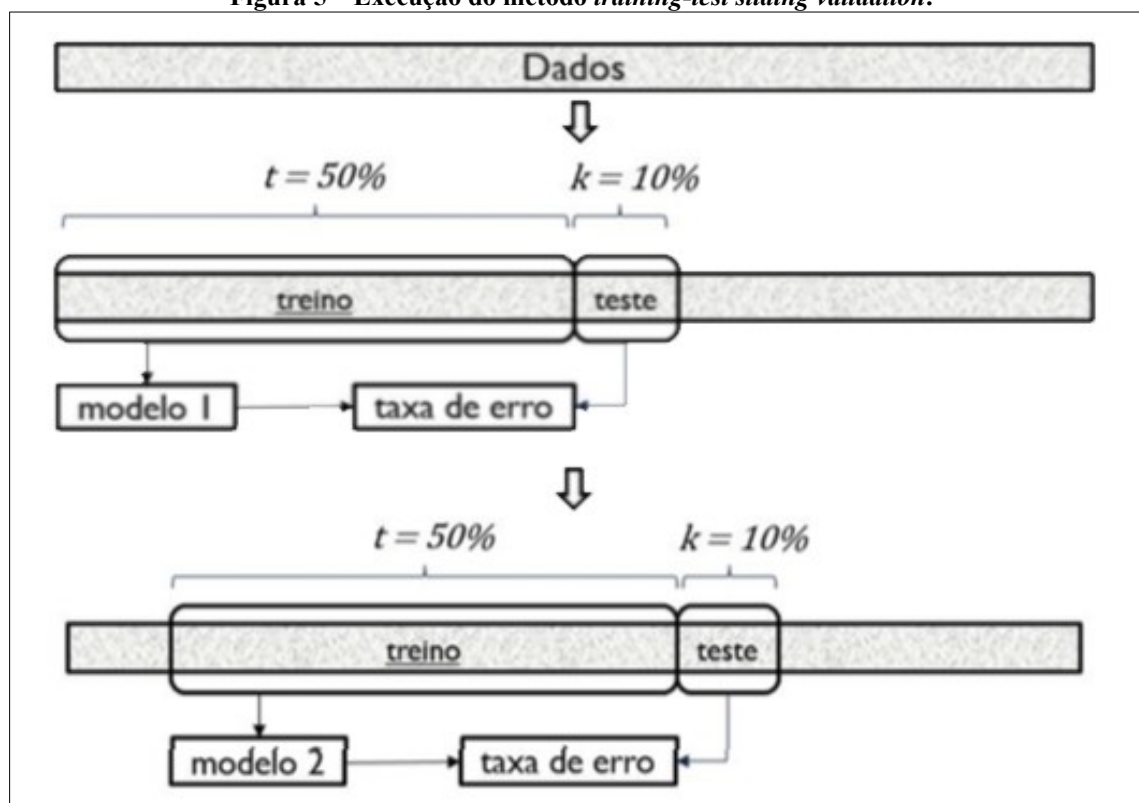 Figura 5 – Execução do método training-test sliding validation.
Dados
t = 50% k = 10%
treino teste
modelo 1 taxa de erro
t = 50% k = 10%
treino teste
modelo 2 taxa de erro